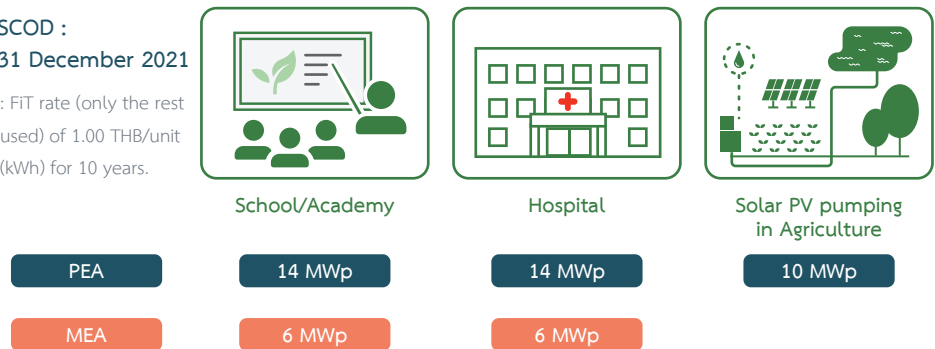 SCOD :
31 December 2021
: FiT rate (only the rest
used) of 1.00 THB/unit
(kWh) for 10 years.
School/Academy
Hospital
Solar PV pumping
in Agriculture
PEA
14 MWp
14 MWp
10 MWp
MEA
6 MWp
6 MWp